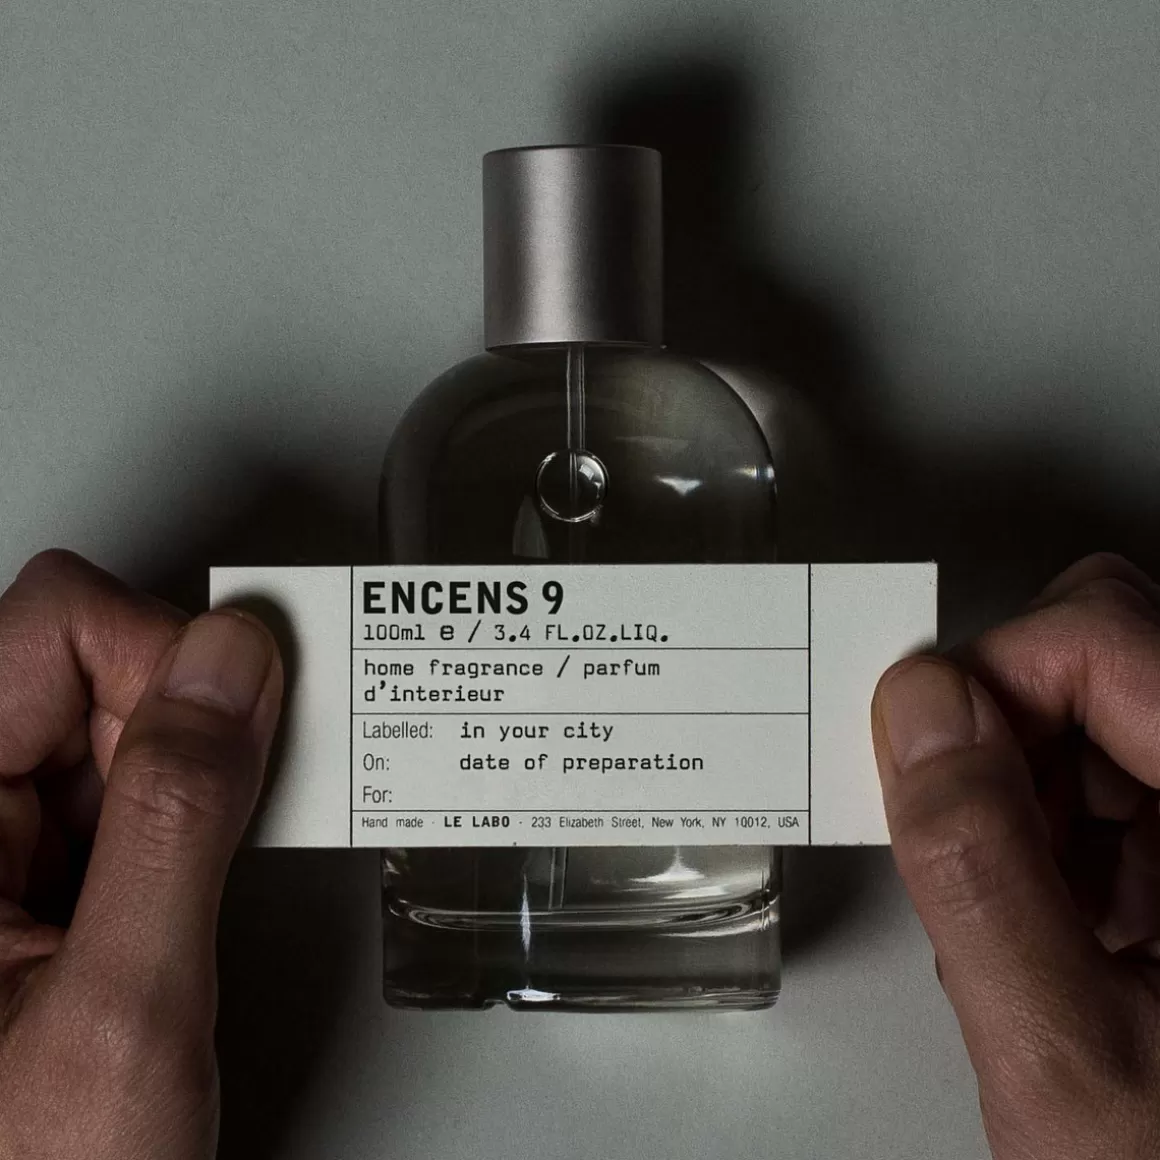 ENCENS 9
100ml e / 3.4 FL.OZ.LIQ.
home fragrance / parfum
d'interieur
Labelled: in your city
On: date of preparation
For:
Hand made · LE LABO · 233 Elizabeth Street, New York, NY 10012, USA